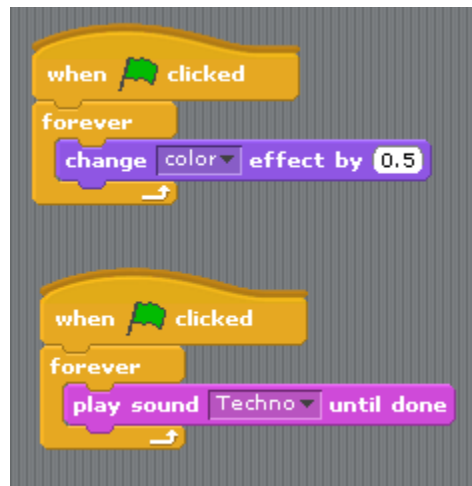 when clicked
forever
change color effect by 0.5
when clicked
forever
play sound Techno until done